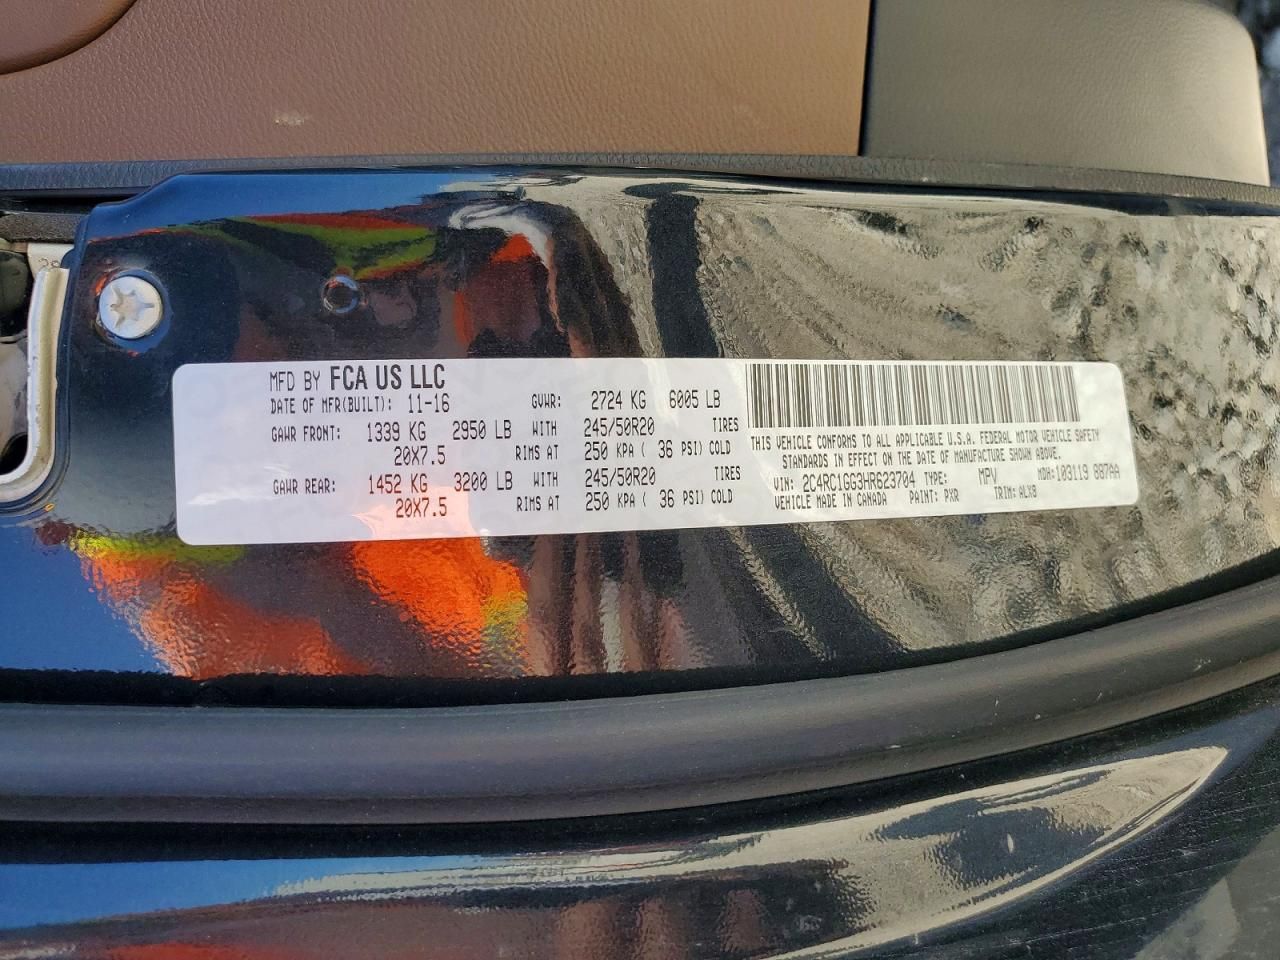 MFD BY FCA US LLC
DATE OF MFR(BUILT): 11-16 GVWR: 2724 KG 6005 LB
GAWR FRONT: 1339 KG 2950 LB WITH 245/50R20 TIRES
20X7.5 RIMS AT 250 KPA ( 36 PSI) COLD
GAWR REAR: 1452 KG 3200 LB WITH 245/50R20 TIRES
20X7.5 RIMS AT 250 KPA ( 36 PSI) COLD
THIS VEHICLE CONFORMS TO ALL APPLICABLE U.S.A. FEDERAL MOTOR VEHICLE SAFETY
STANDARDS IN EFFECT ON THE DATE OF MANUFACTURE SHOWN ABOVE.
VIN: 2C4RC1GG3HR623704 TYPE: MPV MDH: 103119 887AA
VEHICLE MADE IN CANADA PAINT: PXR TRIM: ALX9